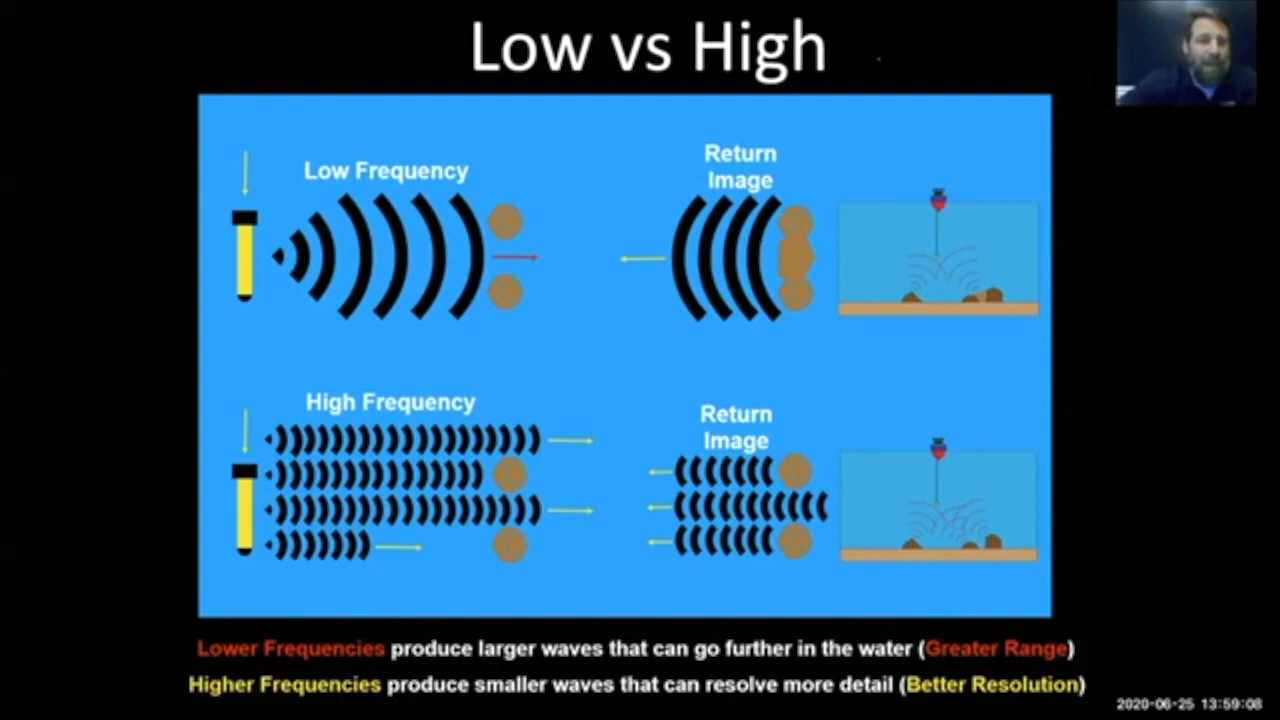 Low vs High
Low Frequency
Return
Image
High Frequency
Return
Image
Lower Frequencies produce larger waves that can go further in the water (Greater Range)
Higher Frequencies produce smaller waves that can resolve more detail (Better Resolution)
2020-06-25 13:59:08